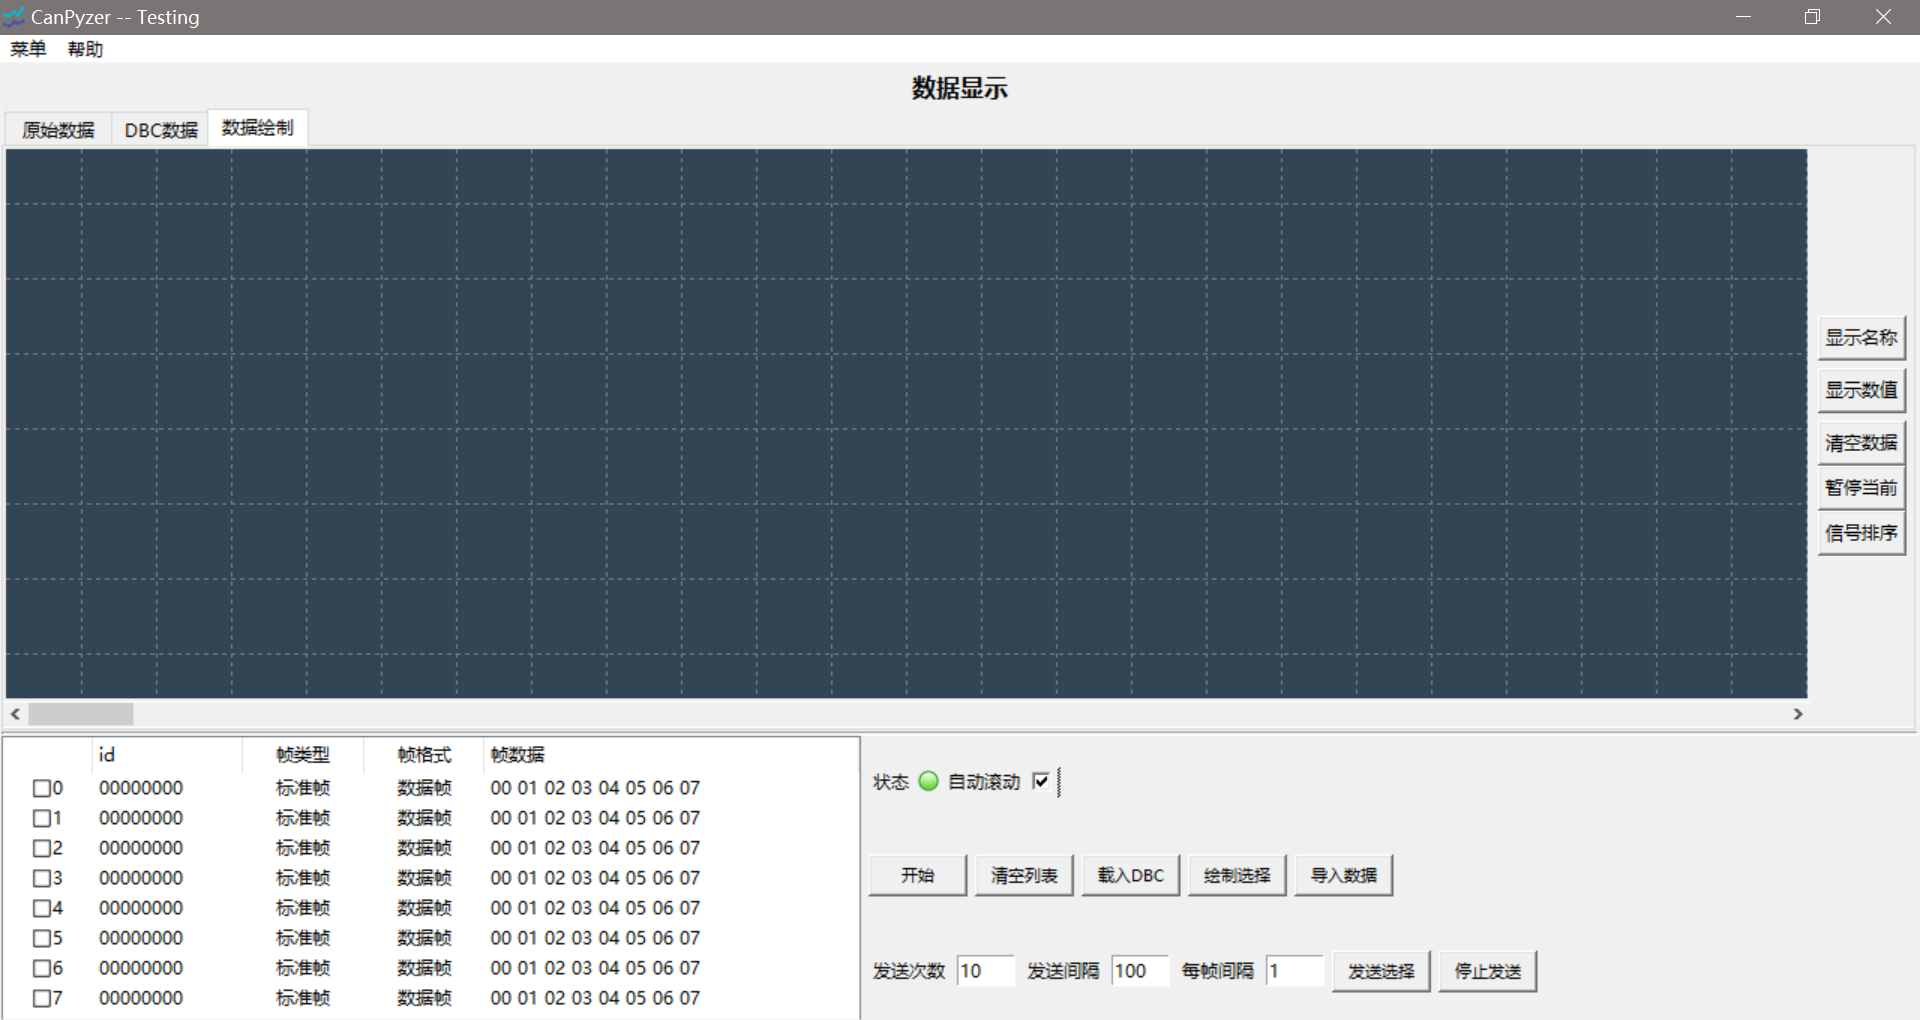 CanPyzer -- Testing
菜单 帮助
数据显示
原始数据 DBC数据 数据绘制
显示名称
显示数值
清空数据
暂停当前
信号排序
id 帧类型 帧格式 帧数据
0 00000000 标准帧 数据帧 00 01 02 03 04 05 06 07
1 00000000 标准帧 数据帧 00 01 02 03 04 05 06 07
2 00000000 标准帧 数据帧 00 01 02 03 04 05 06 07
3 00000000 标准帧 数据帧 00 01 02 03 04 05 06 07
4 00000000 标准帧 数据帧 00 01 02 03 04 05 06 07
5 00000000 标准帧 数据帧 00 01 02 03 04 05 06 07
6 00000000 标准帧 数据帧 00 01 02 03 04 05 06 07
7 00000000 标准帧 数据帧 00 01 02 03 04 05 06 07
状态 自动滚动
开始 清空列表 載入DBC 绘制选择 导入数据
发送次数 10 发送间隔 100 每帧间隔 1 发送选择 停止发送